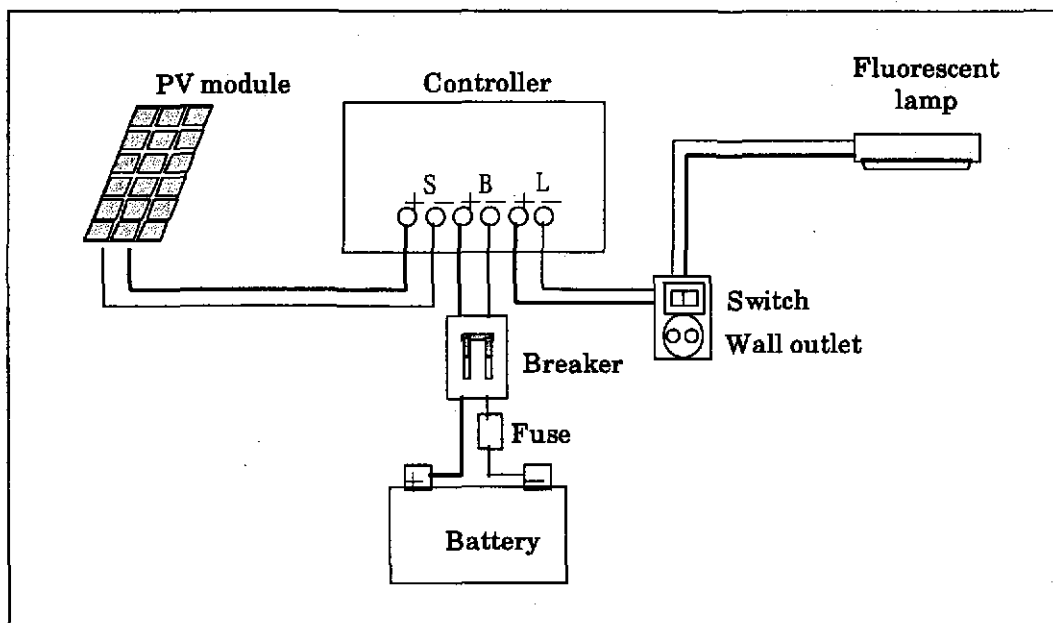 PV module
Controller
Fluorescent
lamp
S B L
+ − + − + −
Switch
Wall outlet
Breaker
Fuse
+ −
Battery